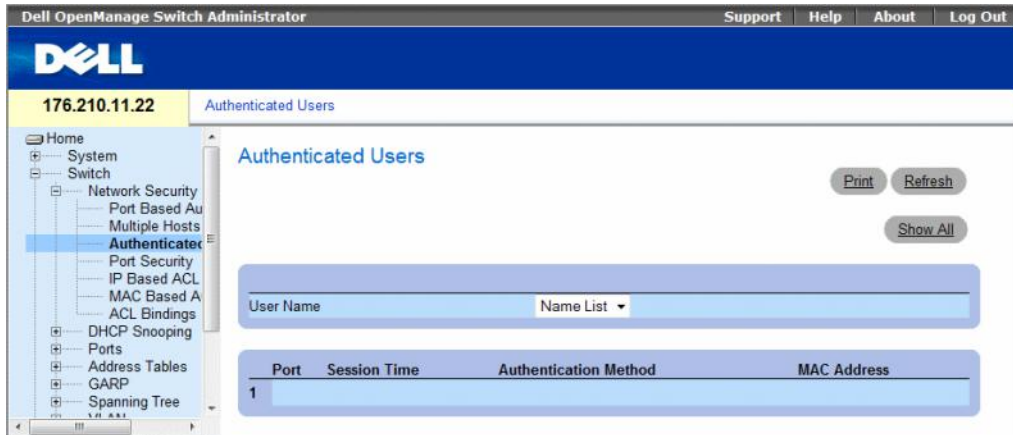 Dell OpenManage Switch Administrator Support Help About Log Out
DELL
176.210.11.22 Authenticated Users
Home
System
Switch
Network Security
Port Based Au
Multiple Hosts
Authenticated
Port Security
IP Based ACL
MAC Based A
ACL Bindings
DHCP Snooping
Ports
Address Tables
GARP
Spanning Tree
VLAN
Authenticated Users
Print Refresh
Show All
User Name Name List
Port Session Time Authentication Method MAC Address
1